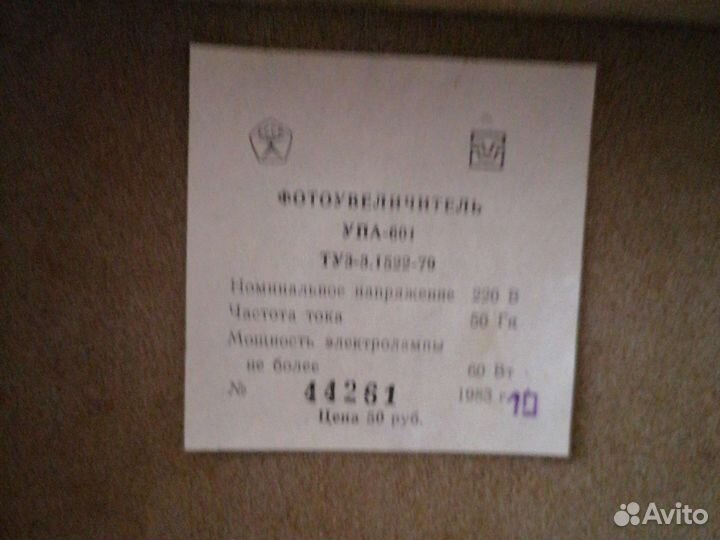 СССР
ФОТОУВЕЛИЧИТЕЛЬ
УПА-601
ТУ3-3.1522-79
Номинальное напряжение 220 В
Частота тока 50 Гц
Мощность электролампы
не более 60 Вт
№ 44261 1983 г. 10
Цена 50 руб.
Avito